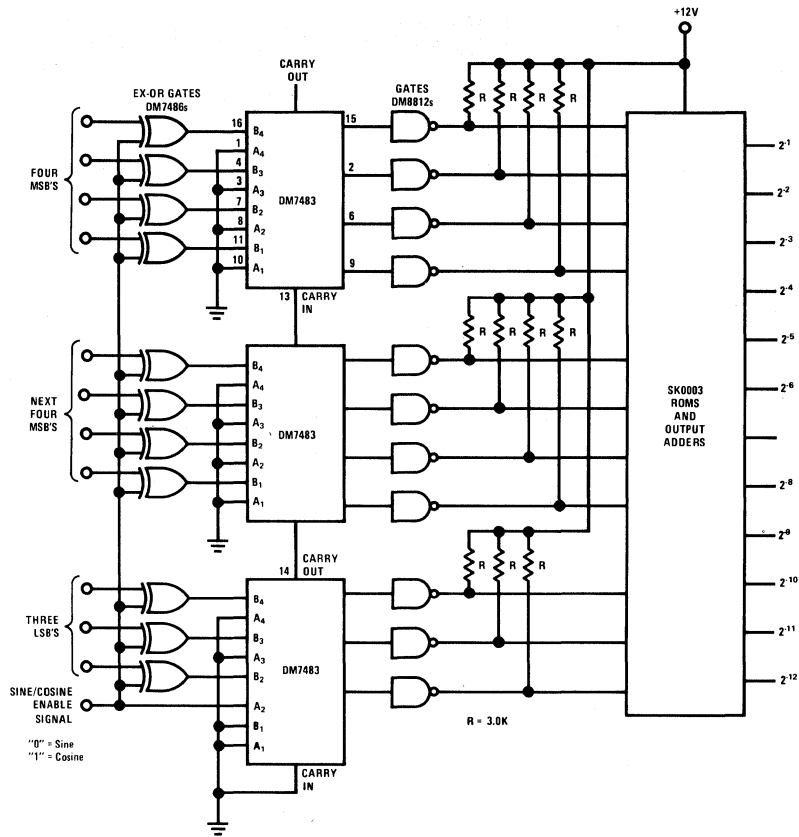 +12V
CARRY
OUT
EX-OR GATES
DM7486s
GATES
DM8812s
R R R R
FOUR
MSB'S
16 B4
1 A4
4 B3
3 A3
7 B2
8 A2
11 B1
10 A1
DM7483
15
2
6
9
13 CARRY
IN
2-1
2-2
2-3
2-4
2-5
2-6
2-8
2-9
2-10
2-11
2-12
SK0003
ROMS
AND
OUTPUT
ADDERS
R R R R
NEXT
FOUR
MSB'S
B4
A4
B3
A3
B2
A2
B1
A1
DM7483
14 CARRY
OUT
R R R
THREE
LSB'S
B4
A4
B3
A3
B2
A2
B1
A1
DM7483
SINE/COSINE
ENABLE
SIGNAL
"0" = Sine
"1" = Cosine
R = 3.0K
CARRY
IN